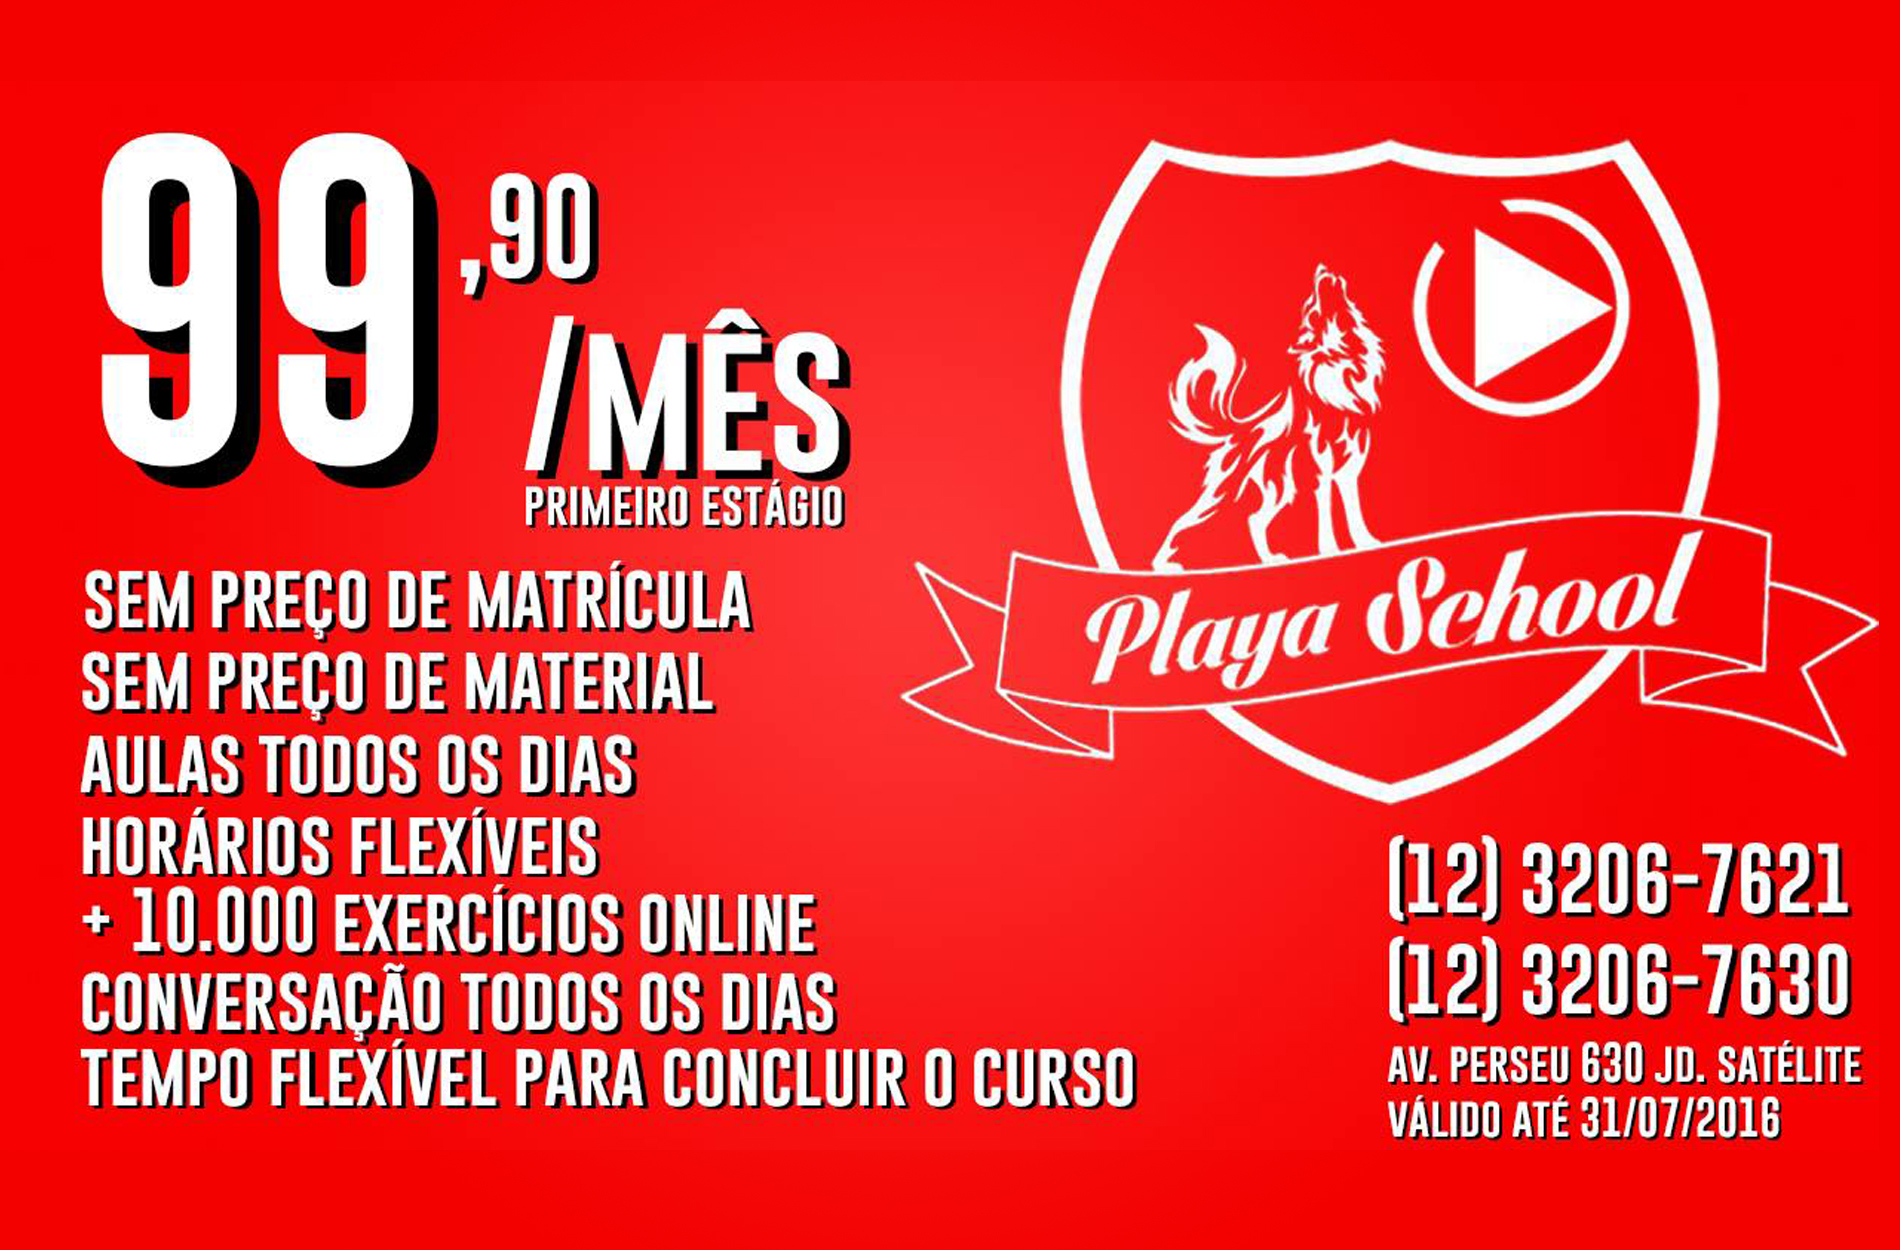 99,90
/MÊS
PRIMEIRO ESTÁGIO
SEM PREÇO DE MATRÍCULA
SEM PREÇO DE MATERIAL
AULAS TODOS OS DIAS
HORÁRIOS FLEXÍVEIS
+ 10.000 EXERCÍCIOS ONLINE
CONVERSAÇÃO TODOS OS DIAS
TEMPO FLEXÍVEL PARA CONCLUIR O CURSO
Playa School
(12) 3206-7621
(12) 3206-7630
AV. PERSEU 630 JD. SATÉLITE
VÁLIDO ATÉ 31/07/2016